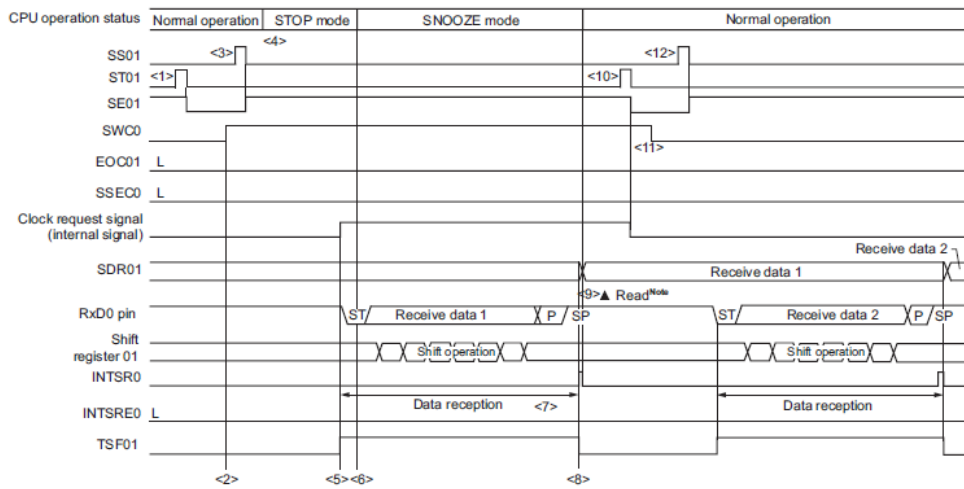 CPU operation status Normal operation STOP mode SNOOZE mode Normal operation
<4>
SS01 <3> <12>
ST01 <1> <10>
SE01
SWC0
<11>
EOC01 L
SSEC0 L
Clock request signal
(internal signal)
Receive data 2
SDR01 Receive data 1
<9>▲ Read Note
RxD0 pin ST Receive data 1 P SP ST Receive data 2 P SP
Shift
register 01 Shift operation Shift operation
INTSR0
Data reception <7> Data reception
INTSRE0 L
TSF01
<2> <5> <6> <8>